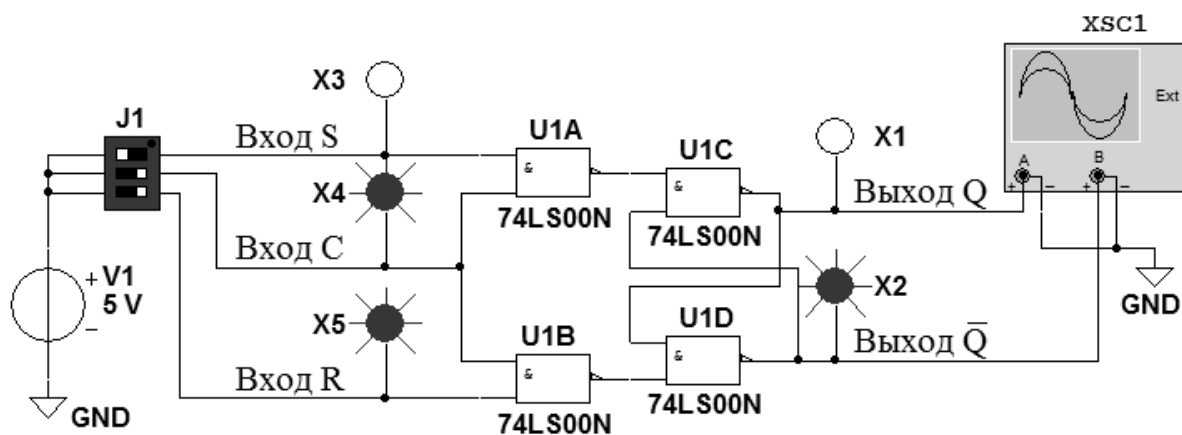 xsc1
X3
J1
Вход S
U1A
U1C
X1
Ext
A
B
+ − + −
&
X4
&
Выход Q
74LS00N
74LS00N
Вход C
+ V1
5 V
−
X2
GND
X5
U1B
U1D
&
Выход Q̅
&
Вход R
74LS00N
GND
74LS00N